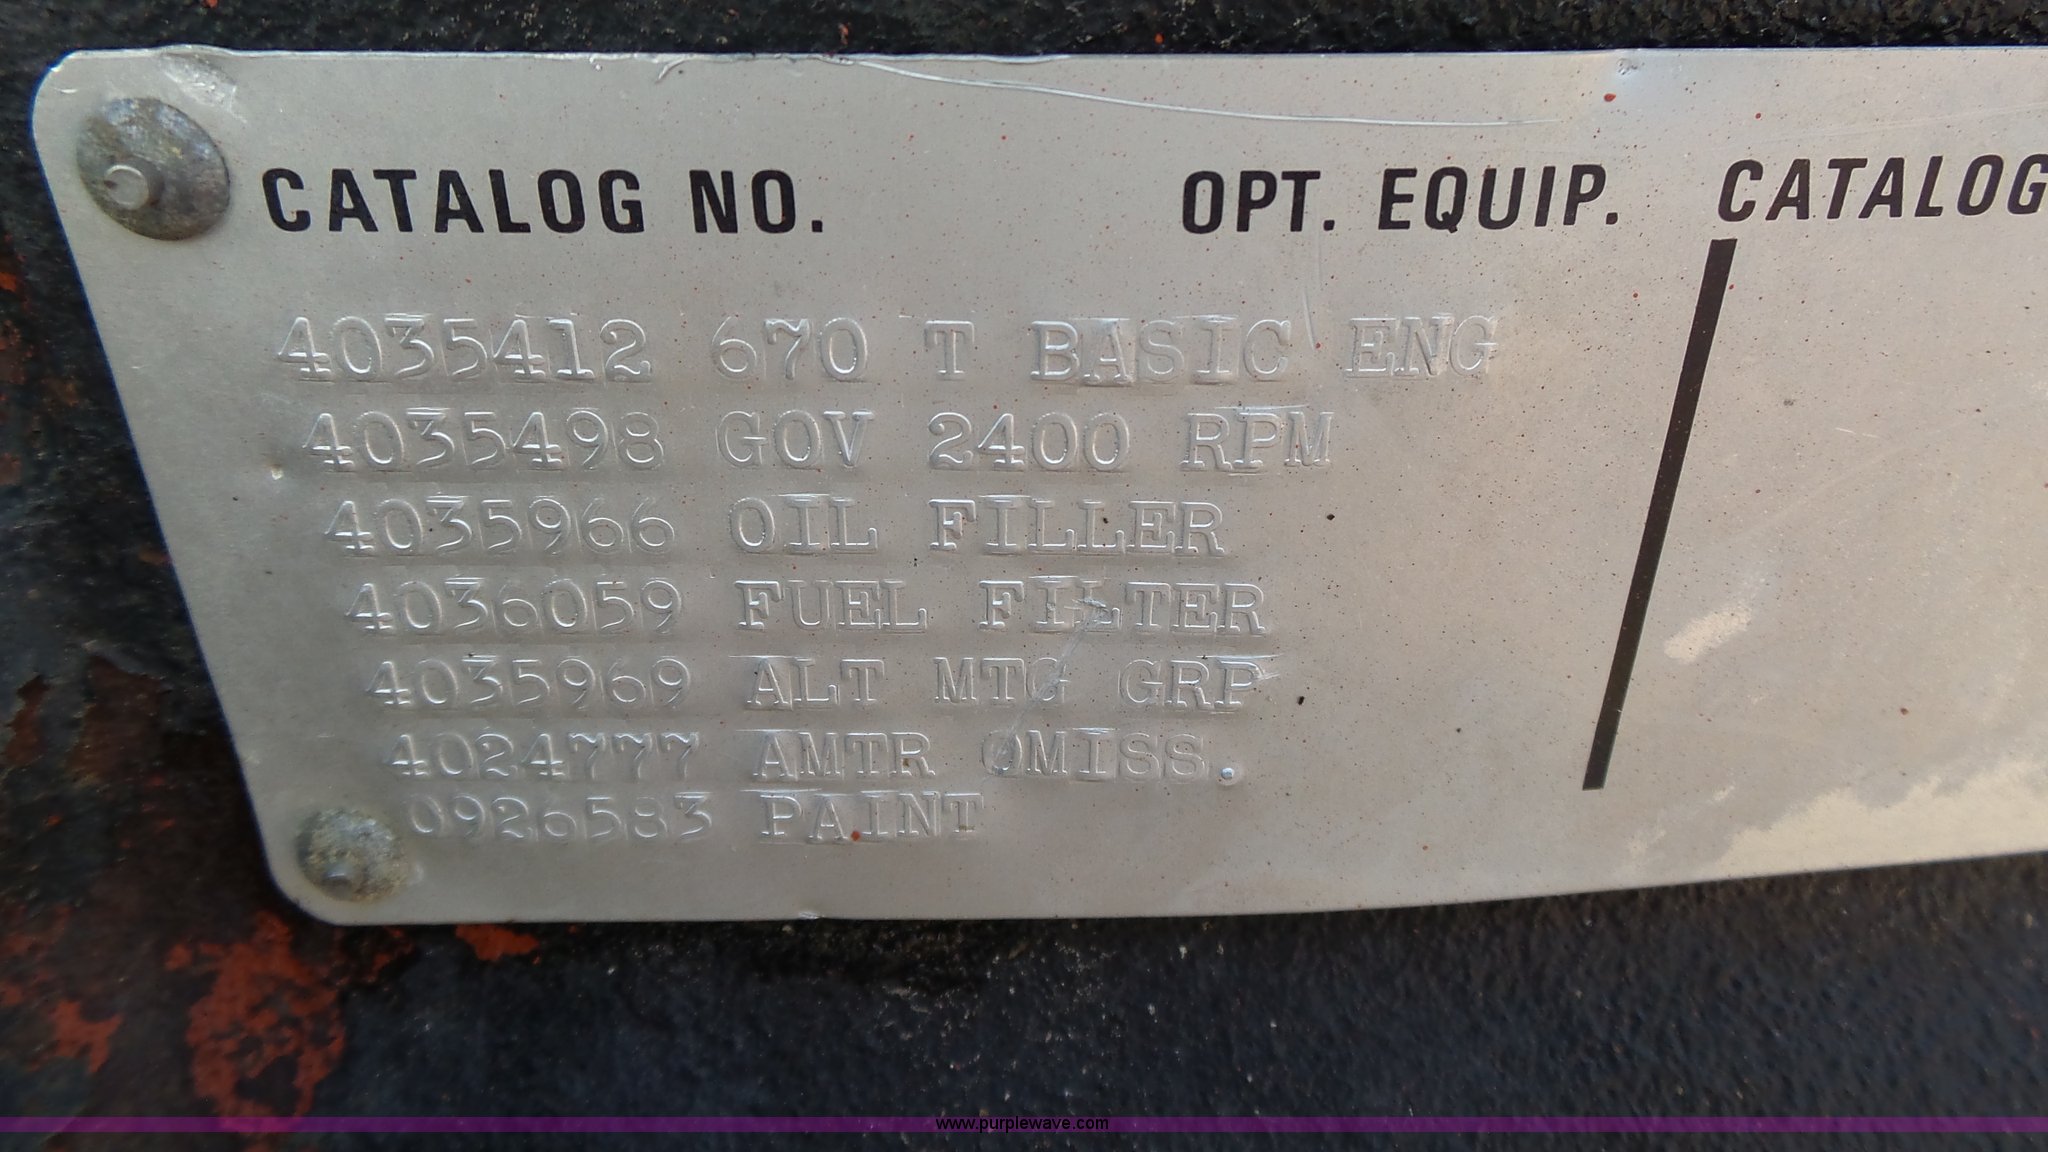 CATALOG NO. OPT. EQUIP. CATALOG
4035412 670 T BASIC ENG
4035498 GOV 2400 RPM
4035966 OIL FILLER
4036059 FUEL FILTER
4035969 ALT MTG GRP
4024777 AMTR OMISS.
0926583 PAINT
www.purplewave.com